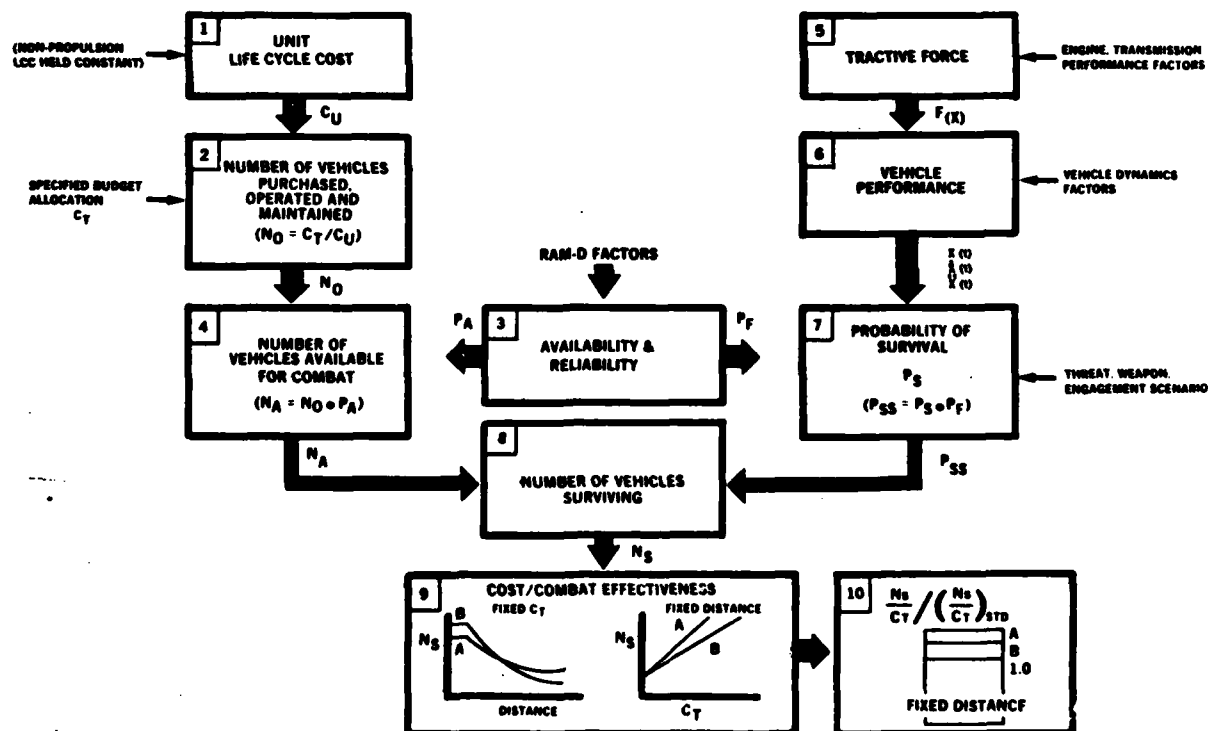 1
UNIT
LIFE CYCLE COST
(NON-PROPULSION
LCC HELD CONSTANT)
C_U
2
NUMBER OF VEHICLES
PURCHASED,
OPERATED AND
MAINTAINED
(N_O = C_T/C_U)
SPECIFIED BUDGET
ALLOCATION
C_T
N_O
4
NUMBER OF
VEHICLES AVAILABLE
FOR COMBAT
(N_A = N_O • P_A)
N_A
RAM-D FACTORS
P_A
3
AVAILABILITY &
RELIABILITY
P_F
5
TRACTIVE FORCE
ENGINE, TRANSMISSION
PERFORMANCE FACTORS
F(X)
6
VEHICLE
PERFORMANCE
VEHICLE DYNAMICS
FACTORS
X (t)
(t)
X (t)
7
PROBABILITY OF
SURVIVAL
P_S
(P_SS = P_S • P_F)
THREAT, WEAPON,
ENGAGEMENT SCENARIO
P_SS
8
NUMBER OF VEHICLES
SURVIVING
N_S
9
COST/COMBAT EFFECTIVENESS
FIXED C_T
B
N_S
A
DISTANCE
FIXED DISTANCE
A
N_S
B
C_T
10
N_S/C_T / (N_S/C_T)_STD
A
B
1.0
FIXED DISTANCE